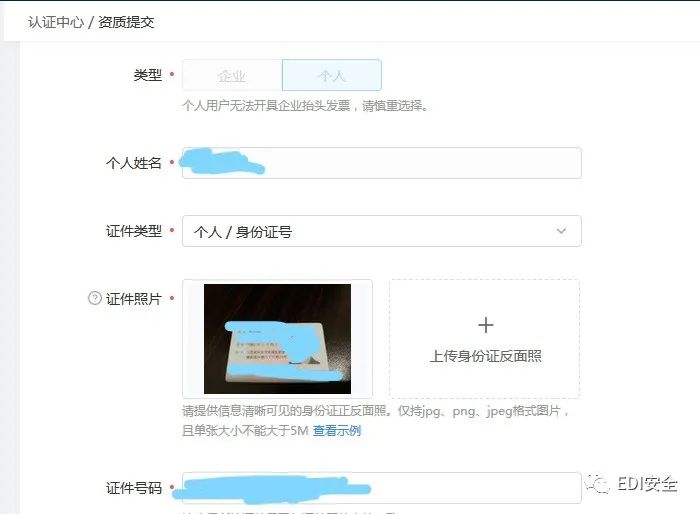 认证中心 / 资质提交
类型
企业
个人
个人用户无法开具企业抬头发票，请慎重选择。
个人姓名
证件类型
个人 / 身份证号
? 证件照片
+
上传身份证反面照
请提供信息清晰可见的身份证正反面照。仅持jpg、png、jpeg格式图片，
且单张大小不能大于5M 查看示例
证件号码
EDI安全